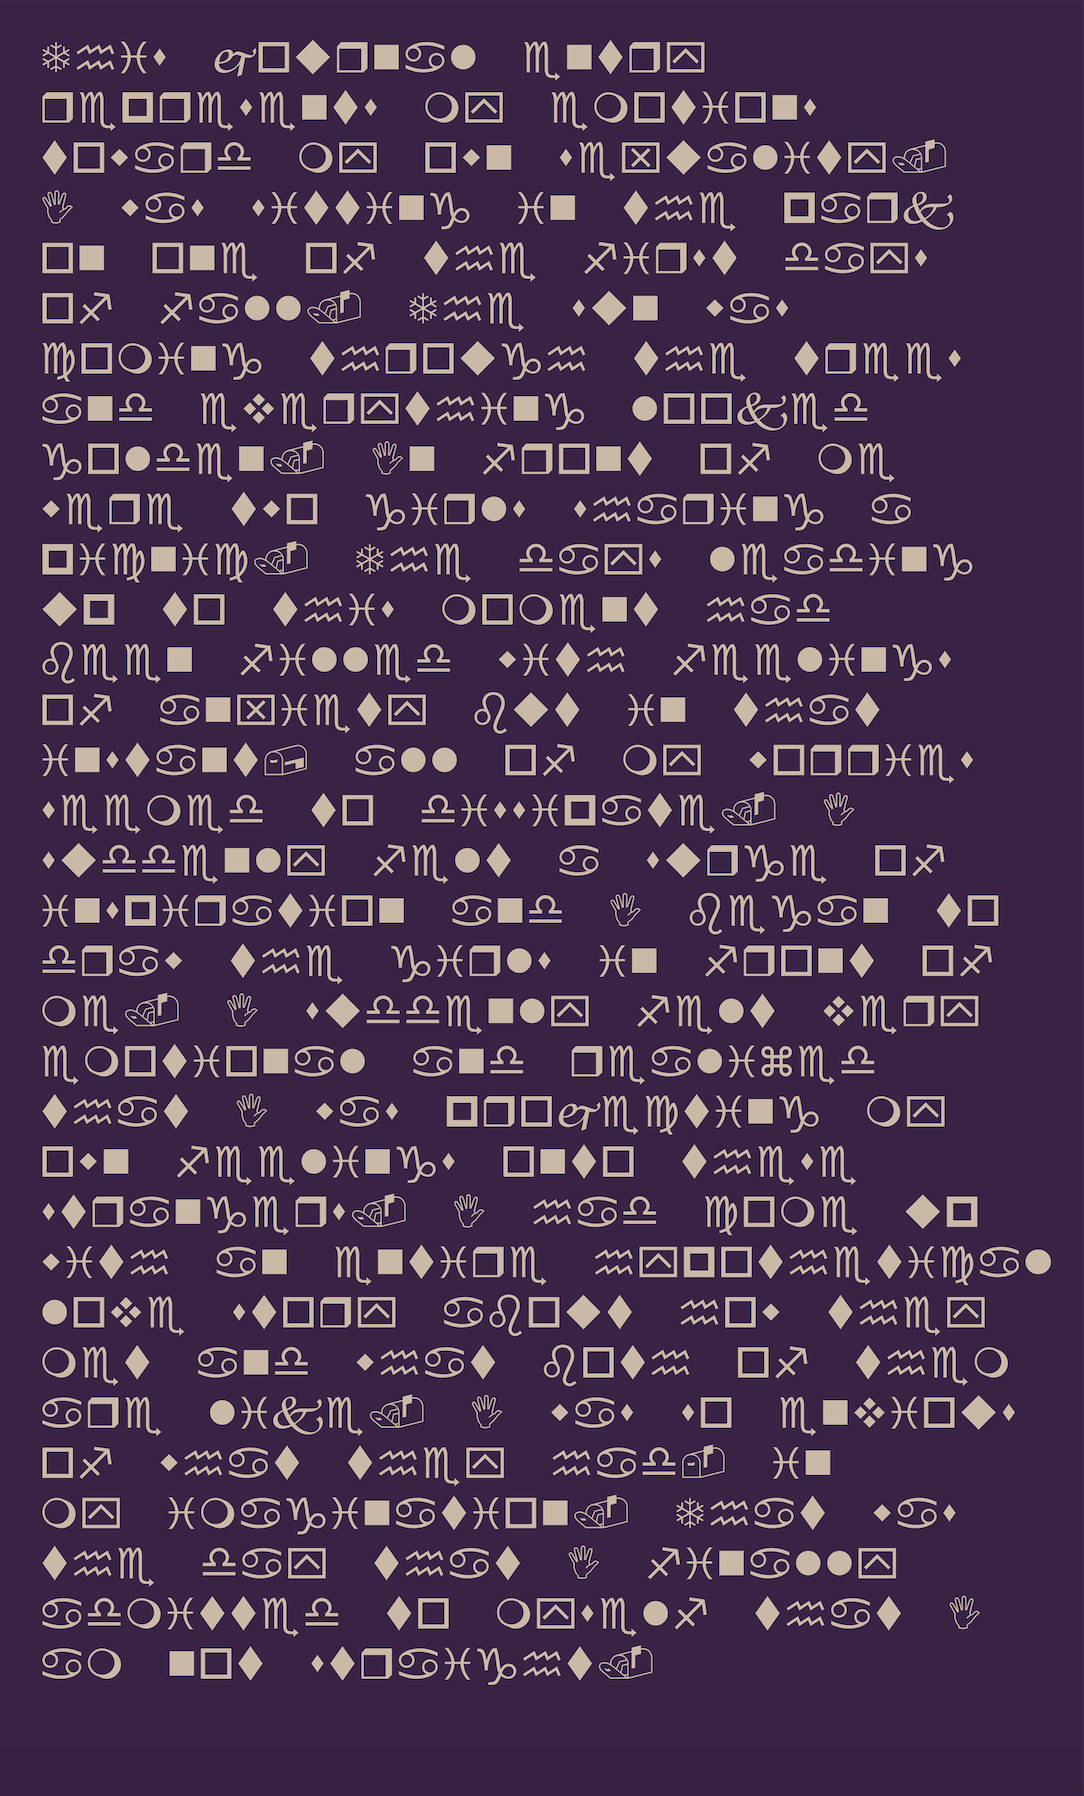 This journal entry
represents my emotions
toward my own sexuality.
I was sitting in the park
on one of the first days
of fall. The sun was
coming through the trees
and everything looked
golden. In front of me
were two girls sharing a
picnic. The days leading
up to this moment had
been filled with feelings
of anxiety but in that
instant, all of my worries
seemed to dissipate. I
suddenly felt a surge of
inspiration and I began to
draw the girls in front of
me. I suddenly felt very
emotional and realized
that I was projecting my
own feelings onto these
strangers. I had come up
with an entire hypothetical
love story about how they
met and what both of them
are like. I was so envious
of what they had- in
my imagination. That was
the day that I finally
admitted to myself that I
am not straight.